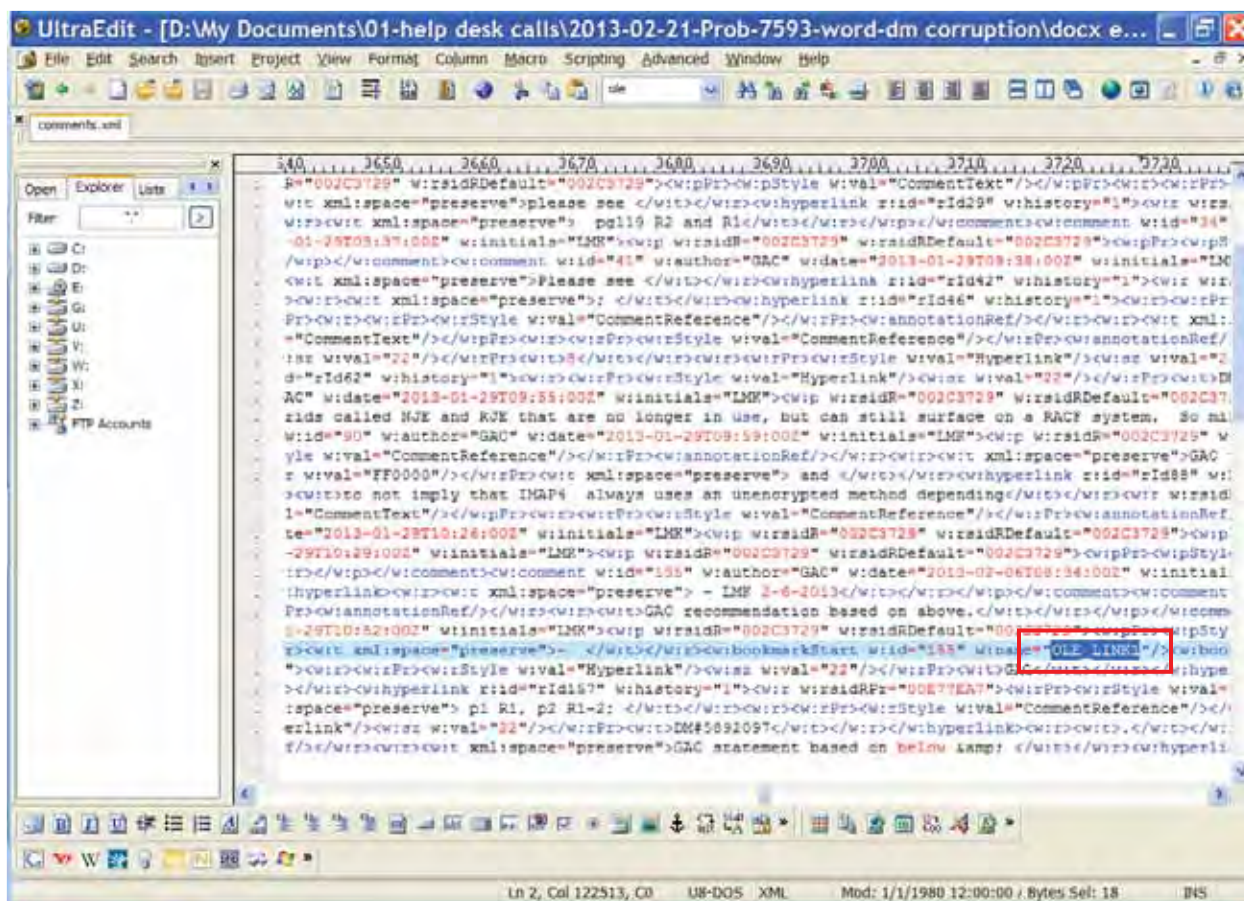 UltraEdit - [D:\My Documents\01-help desk calls\2013-02-21-Prob-7593-word-dm corruption\docx e...
File Edit Search Insert Project View Format Column Macro Scripting Advanced Window Help
ole
comments.xml
3650 3660 3670 3680 3690 3700 3710 3720 3730
Open Explorer Lists
Filter: *.*
C:
D:
E:
G:
U:
V:
W:
X:
Z:
FTP Accounts
R="002C3729" w:rsidRDefault="002C3729"><w:pPr><w:pStyle w:val="CommentText"/></w:pPr><w:r><w:rPr>
w:t xml:space="preserve">please see </w:t></w:r><w:hyperlink r:id="rId29" w:history="1"><w:r w:rs
w:r><w:t xml:space="preserve"> pg119 R2 and R1</w:t></w:r></w:p></w:comment><w:comment w:id="34"
-01-29T09:37:00Z" w:initials="LMK"><w:p w:rsidR="002C3729" w:rsidRDefault="002C3729"><w:pPr><w:pS
/w:p></w:comment><w:comment w:id="41" w:author="GAC" w:date="2013-01-29T09:38:00Z" w:initials="LM
<w:t xml:space="preserve">Please see </w:t></w:r><w:hyperlink r:id="rId42" w:history="1"><w:r w:r
><w:r><w:t xml:space="preserve">; </w:t></w:r><w:hyperlink r:id="rId46" w:history="1"><w:r><w:rPr
Pr><w:r><w:rPr><w:rStyle w:val="CommentReference"/></w:rPr><w:annotationRef/></w:r><w:r><w:t xml:
="CommentText"/></w:pPr><w:r><w:rPr><w:rStyle w:val="CommentReference"/></w:rPr><w:annotationRef/
:sz w:val="22"/></w:rPr><w:t>8</w:t></w:r><w:r><w:rPr><w:rStyle w:val="Hyperlink"/><w:sz w:val="2
d="rId62" w:history="1"><w:r><w:rPr><w:rStyle w:val="Hyperlink"/><w:sz w:val="22"/></w:rPr><w:t>D
AC" w:date="2013-01-29T09:55:00Z" w:initials="LMK"><w:p w:rsidR="002C3729" w:rsidRDefault="002C37
rids called NJE and RJE that are no longer in use, but can still surface on a RACF system. So mi
w:id="90" w:author="GAC" w:date="2013-01-29T09:59:00Z" w:initials="LMK"><w:p w:rsidR="002C3729" w
yle w:val="CommentReference"/></w:rPr><w:annotationRef/></w:r><w:r><w:t xml:space="preserve">GAC
r w:val="FF0000"/></w:rPr><w:t xml:space="preserve"> and </w:t></w:r><w:hyperlink r:id="rId88" w:
><w:t>to not imply that IMAP4 always uses an unencrypted method depending</w:t></w:r><w:r w:rsid
l="CommentText"/></w:pPr><w:r><w:rPr><w:rStyle w:val="CommentReference"/></w:rPr><w:annotationRef
te="2013-01-29T10:26:00Z" w:initials="LMK"><w:p w:rsidR="002C3729" w:rsidRDefault="002C3729"><w:p
-29T10:29:00Z" w:initials="LMK"><w:p w:rsidR="002C3729" w:rsidRDefault="002C3729"><w:pPr><w:pStyl
:r></w:p></w:comment><w:comment w:id="155" w:author="GAC" w:date="2013-02-06T08:34:00Z" w:initial
:hyperlink><w:r><w:t xml:space="preserve"> - LMK 2-6-2013</w:t></w:r></w:p></w:comment><w:comment
Pr><w:annotationRef/></w:r><w:r><w:t>GAC recommendation based on above.</w:t></w:r></w:p></w:comm
-29T10:52:00Z" w:initials="LMK"><w:p w:rsidR="002C3729" w:rsidRDefault="002C3729"><w:pPr><w:pSty
r><w:t xml:space="preserve">- </w:t></w:r><w:bookmarkStart w:id="155" w:name="OLE_LINK1"/><w:boo
"><w:r><w:rPr><w:rStyle w:val="Hyperlink"/><w:sz w:val="22"/></w:rPr><w:t>GAC</w:t></w:r></w:hype
></w:r><w:hyperlink r:id="rId157" w:history="1"><w:r w:rsidRPr="00E77EA7"><w:rPr><w:rStyle w:val=
:space="preserve"> p1 R1, p2 R1-2; </w:t></w:r><w:r><w:rPr><w:rStyle w:val="CommentReference"/></
erlink"/><w:sz w:val="22"/></w:rPr><w:t>DM#5892097</w:t></w:r></w:hyperlink><w:r><w:t>.</w:t></w:
f/></w:r><w:r><w:t xml:space="preserve">GAC statement based on below &amp; </w:t></w:r><w:hyperli
Ln 2, Col 122513, C0 U8-DOS XML Mod: 1/1/1980 12:00:00 / Bytes Sel: 18 INS